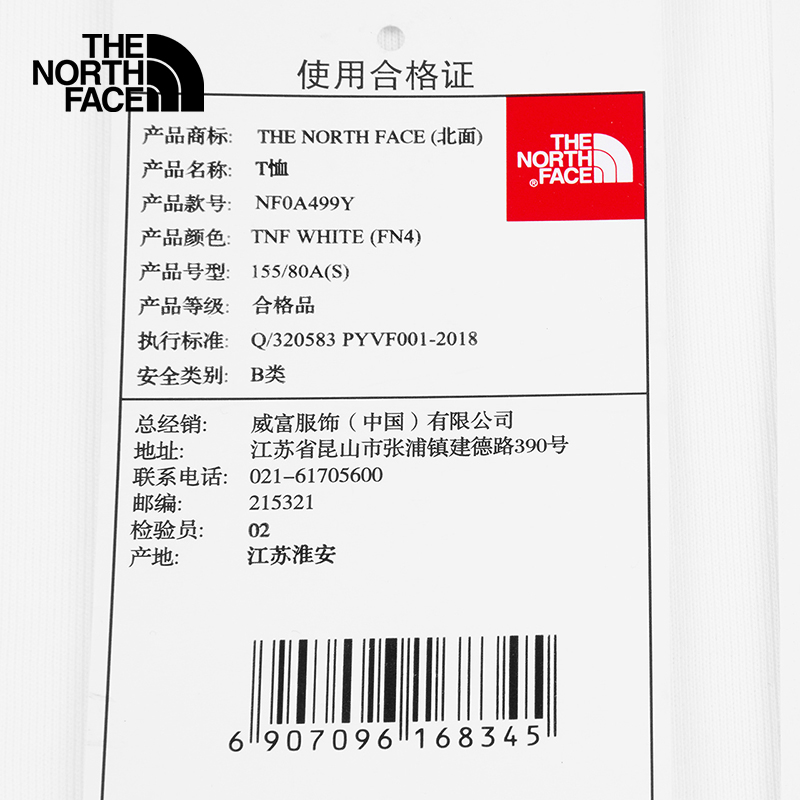 THE
NORTH
FACE
使用合格证
产品商标: THE NORTH FACE (北面)
产品名称: T恤
产品款号: NF0A499Y
产品颜色: TNF WHITE (FN4)
产品号型: 155/80A(S)
产品等级: 合格品
执行标准: Q/320583 PYVF001-2018
安全类别: B类
THE
NORTH
FACE
®
总经销: 威富服饰（中国）有限公司
地址: 江苏省昆山市张浦镇建德路390号
联系电话: 021-61705600
邮编: 215321
检验员: 02
产地: 江苏淮安
6 907096 168345